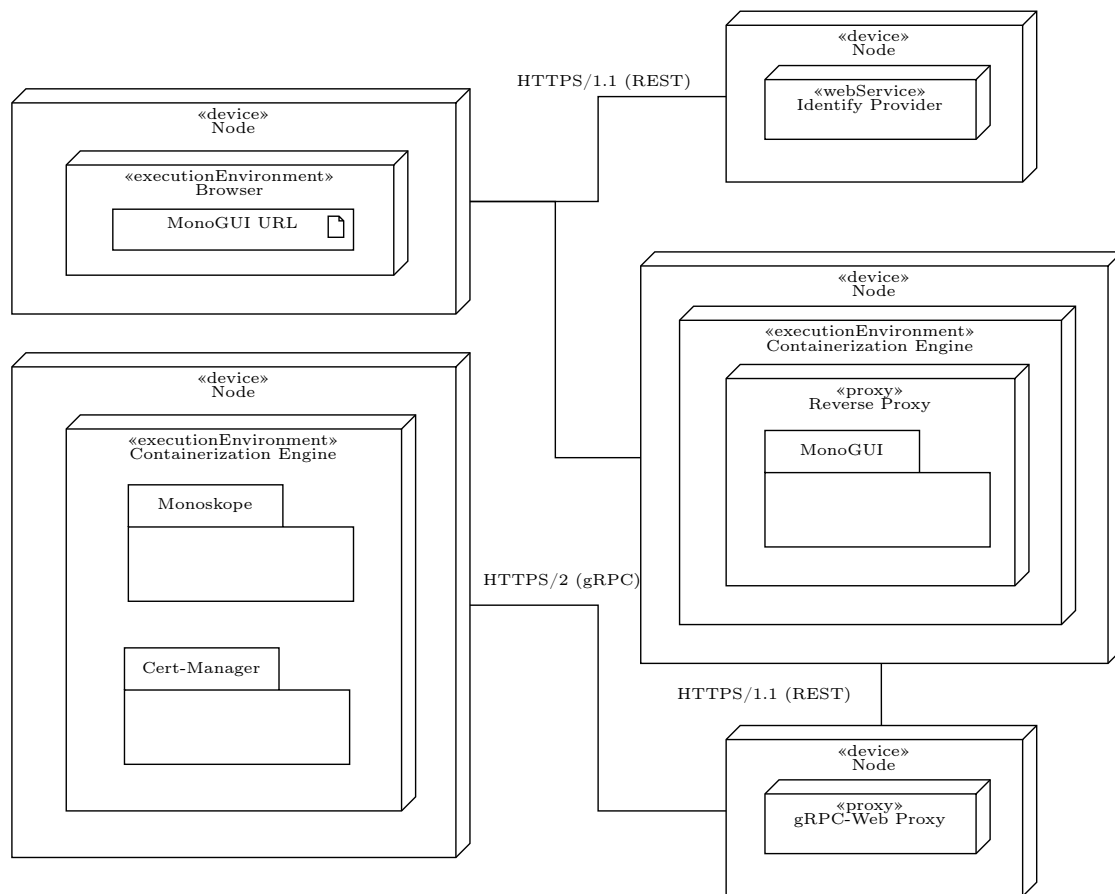 «device»
Node
«executionEnvironment»
Browser
MonoGUI URL
HTTPS/1.1 (REST)
«device»
Node
«webService»
Identify Provider
«device»
Node
«executionEnvironment»
Containerization Engine
«proxy»
Reverse Proxy
MonoGUI
«device»
Node
«executionEnvironment»
Containerization Engine
Monoskope
Cert-Manager
HTTPS/2 (gRPC)
HTTPS/1.1 (REST)
«device»
Node
«proxy»
gRPC-Web Proxy